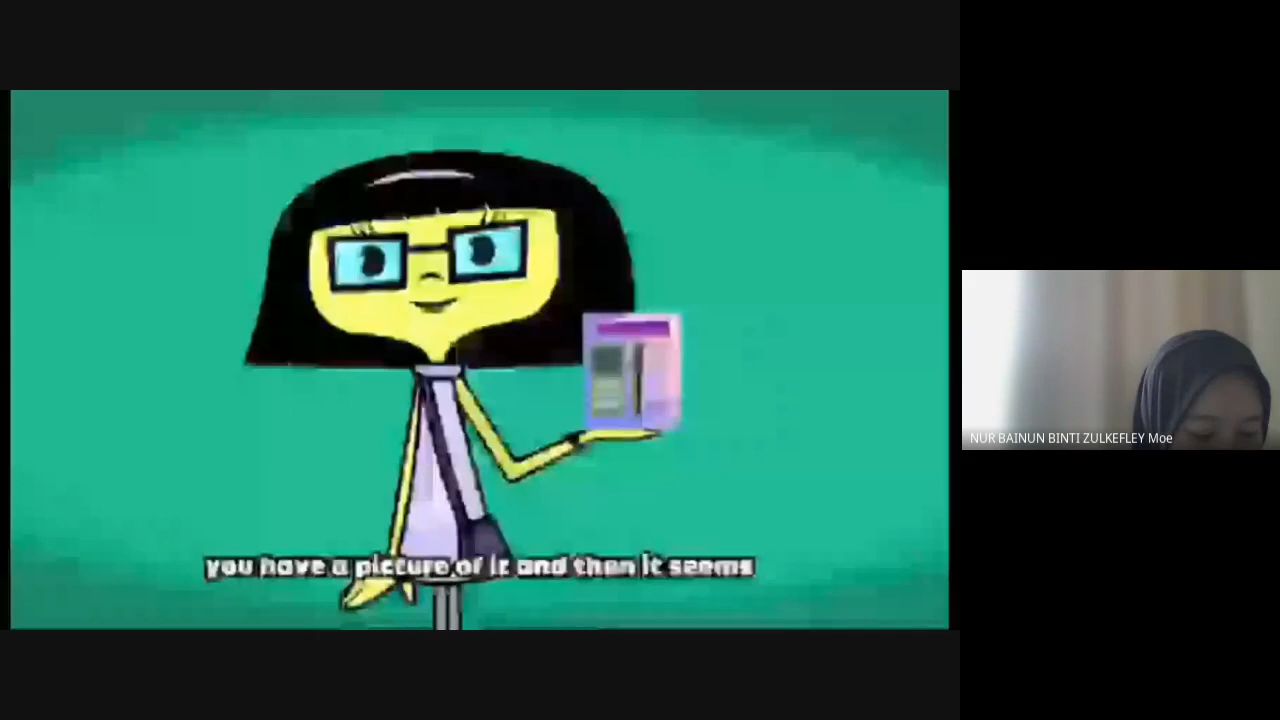 you have a picture of it and then it seems
NUR BAINUN BINTI ZULKEFLEY Moe